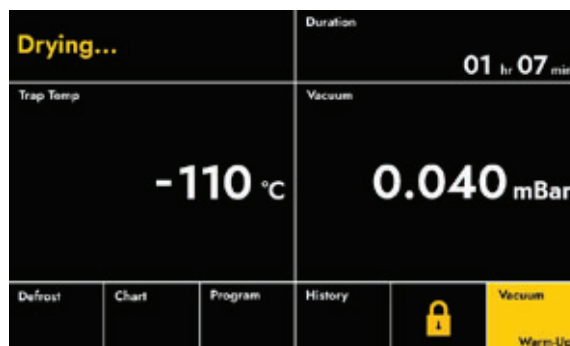 Drying...
Duration
01 hr 07 min
Trap Temp
-110 °C
Vacuum
0.040 mBar
Defrost
Chart
Program
History
Vacuum
Warm-Up